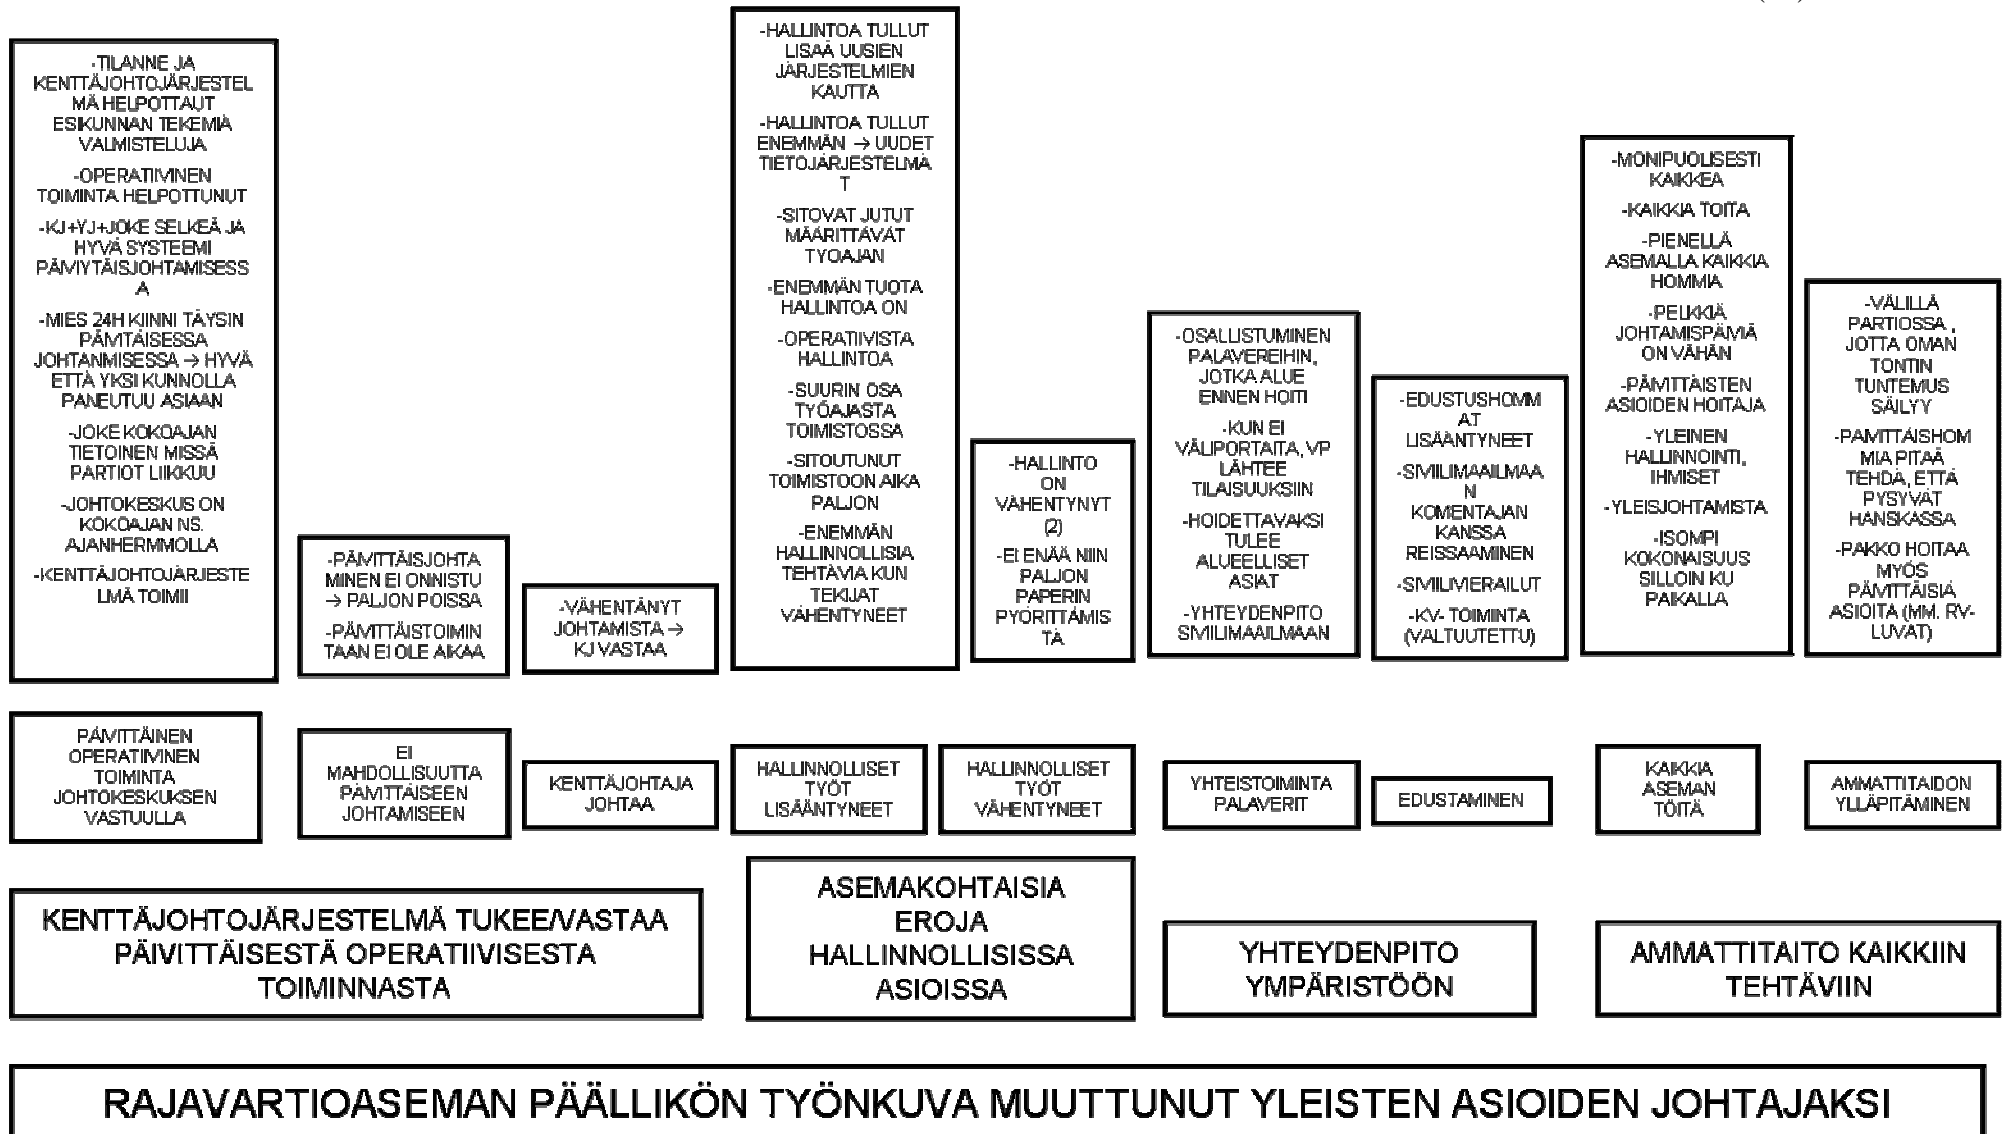 -TILANNE JA
KENTTÄJOHTOJÄRJESTEL
MÄ HELPOTTAUT
ESIKUNNAN TEKEMIÄ
VALMISTELUJA
-OPERATIIVINEN
TOIMINTA HELPOTTUNUT
-KJ+YJ+JOKE SELKEÄ JA
HYVÄ SYSTEEMI
PÄIVIYTÄISJOHTAMISESS
A
-MIES 24H KIINNI TÄYSIN
PÄIVITÄISESSÄ
JOHTANMISESSA → HYVÄ
ETTÄ YKSI KUNNOLLA
PANEUTUU ASIAAN
-JOKE KOKOAJAN
TIETOINEN MISSÄ
PARTIOT LIIKKUU
-JOHTOKESKUS ON
KOKOAJAN NS.
AJANHERMMOLLA
-KENTTÄJOHTOJÄRJESTE
LMÄ TOIMII
-PÄIVITTÄISJOHTA
MINEN EI ONNISTU
→ PALJON POISSA
-PÄIVITTÄISTOIMIN
TAAN EI OLE AIKAA
-VÄHENTÄNYT
JOHTAMISTA →
KJ VASTAA
-HALLINTOA TULLUT
LISÄÄ UUSIEN
JÄRJESTELMIEN
KAUTTA
-HALLINTOA TULLUT
ENEMMÄN → UUDET
TIETOJÄRJESTELMÄ
T
-SITOVAT JUTUT
MÄÄRITTÄVÄT
TYÖAJAN
-ENEMMÄN TUOTA
HALLINTOA ON
-OPERATIIVISTA
HALLINTOA
-SUURIN OSA
TYÖAJASTA
TOIMISTOSSA
-SITOUTUNUT
TOIMISTOON AIKA
PALJON
-ENEMMÄN
HALLINNOLLISIA
TEHTÄVIÄ KUN
TEKIJÄT
VÄHENTYNEET
-HALLINTO
ON
VÄHENTYNYT
(2)
-EI ENÄÄ NIIN
PALJON
PAPERIN
PYÖRITTÄMIS
TÄ
-OSALLISTUMINEN
PALAVEREIHIN,
JOTKA ALUE
ENNEN HOITI
-KUN EI
VÄLIPORTAITA, VP
LÄHTEE
TILAISUUKSIIN
-HOIDETTAVAKSI
TULEE
ALUEELLISET
ASIAT
-YHTEYDENPITO
SIVIILIMAAILMAAN
-EDUSTUSHOMM
AT
LISÄÄNTYNEET
-SIVIILIMAAILMAA
N
KOMENTAJAN
KANSSA
REISSAAMINEN
-SIVIILIVIERAILUT
-KV- TOIMINTA
(VALTUUTETTU)
-MONIPUOLISESTI
KAIKKEA
-KAIKKIA TÖITÄ
-PIENELLÄ
ASEMALLA KAIKKIA
HOMMIA
-PELKKIÄ
JOHTAMISPÄIVIÄ
ON VÄHÄN
-PÄIVITTÄISTEN
ASIOIDEN HOITAJA
-YLEINEN
HALLINNOINTI,
IHMISET
-YLEISJOHTAMISTA
-ISOMPI
KOKONAISUUS
SILLOIN KU
PAIKALLA
-VÄLILLÄ
PARTIOSSA ,
JOTTA OMAN
TONTIN
TUNTEMUS
SÄILYY
-PÄIVITTÄISHOM
MIA PITÄÄ
TEHDÄ, ETTÄ
PYSYVÄT
HANSKASSA
-PAKKO HOITAA
MYÖS
PÄIVITTÄISIÄ
ASIOITA (MM. RV-
LUVAT)
PÄIVITTÄINEN
OPERATIIVINEN
TOIMINTA
JOHTOKESKUKSEN
VASTUULLA
EI
MAHDOLLISUUTTA
PÄIVITTÄISEEN
JOHTAMISEEN
KENTTÄJOHTAJA
JOHTAA
HALLINNOLLISET
TYÖT
LISÄÄNTYNEET
HALLINNOLLISET
TYÖT
VÄHENTYNEET
YHTEISTOIMINTA
PALAVERIT
EDUSTAMINEN
KAIKKIA
ASEMAN
TÖITÄ
AMMATTITAIDON
YLLÄPITÄMINEN
KENTTÄJOHTOJÄRJESTELMÄ TUKEE/VASTAA
PÄIVITTÄISESTÄ OPERATIIVISESTA
TOIMINNASTA
ASEMAKOHTAISIA
EROJA
HALLINNOLLISISSA
ASIOISSA
YHTEYDENPITO
YMPÄRISTÖÖN
AMMATTITAITO KAIKKIIN
TEHTÄVIIN
RAJAVARTIOASEMAN PÄÄLLIKÖN TYÖNKUVA MUUTTUNUT YLEISTEN ASIOIDEN JOHTAJAKSI